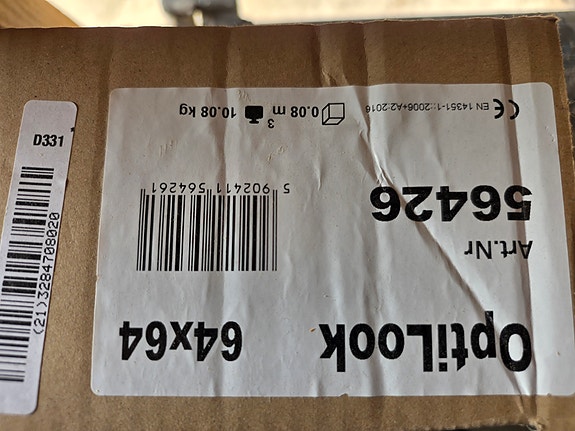 OptiLook 64x64
Art.Nr
56426
5 902411 564261
CE EN 14351-1:2006+A2:2016
0.08 m3 10.08 kg
D331
(21)3284708020